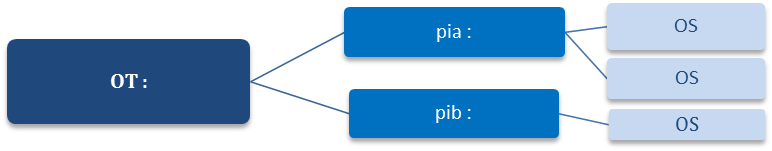 OT :
pia :
OS
OS
pib :
OS